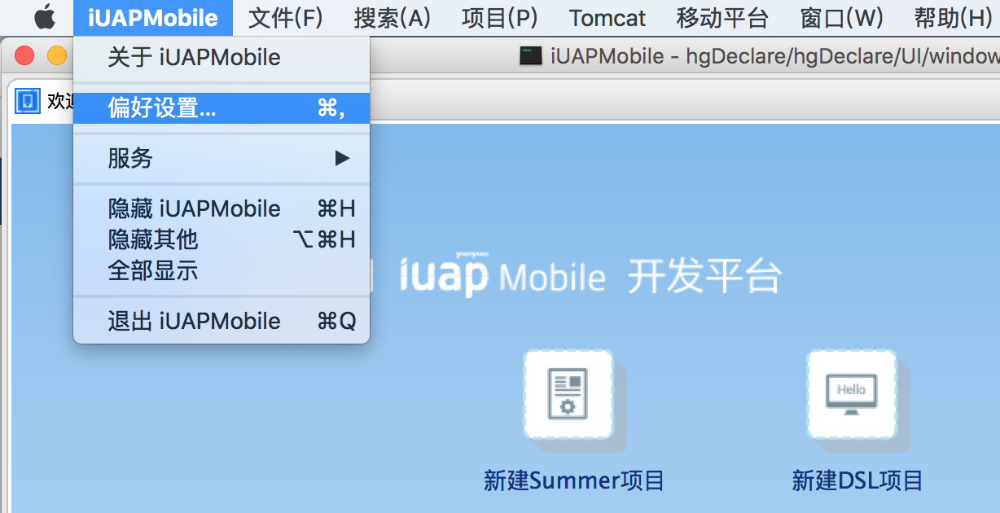 iUAPMobile 文件(F) 搜索(A) 项目(P) Tomcat 移动平台 窗口(W) 帮助(H)
iUAPMobile - hgDeclare/hgDeclare/UI/window
关于 iUAPMobile
欢迎
偏好设置... ⌘,
服务 ▶
隐藏 iUAPMobile ⌘H
隐藏其他 ⌥⌘H
全部显示
退出 iUAPMobile ⌘Q
iuap Mobile 开发平台
Hello
新建Summer项目 新建DSL项目